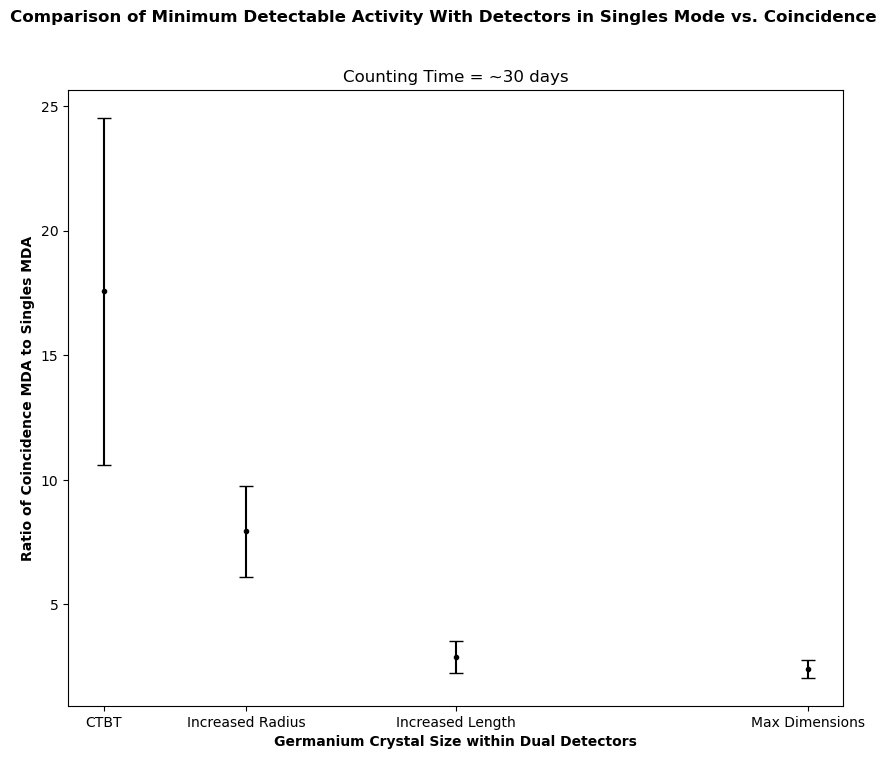 Comparison of Minimum Detectable Activity With Detectors in Singles Mode vs. Coincidence
Counting Time = ~30 days
25
20
15
10
5
Ratio of Coincidence MDA to Singles MDA
CTBT Increased Radius Increased Length Max Dimensions
Germanium Crystal Size within Dual Detectors